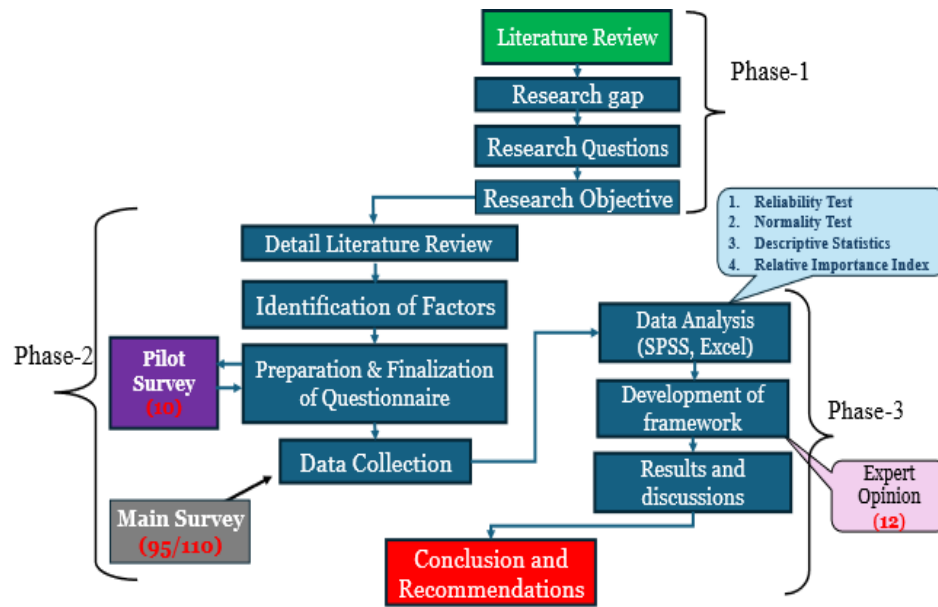 Literature Review
Phase-1
Research gap
Research Questions
Research Objective
1. Reliability Test
2. Normality Test
3. Descriptive Statistics
4. Relative Importance Index
Detail Literature Review
Identification of Factors
Phase-2
Pilot
Survey
(10)
Preparation & Finalization
of Questionnaire
Data Collection
Main Survey
(95/110)
Data Analysis
(SPSS, Excel)
Development of
framework
Phase-3
Results and
discussions
Expert
Opinion
(12)
Conclusion and
Recommendations